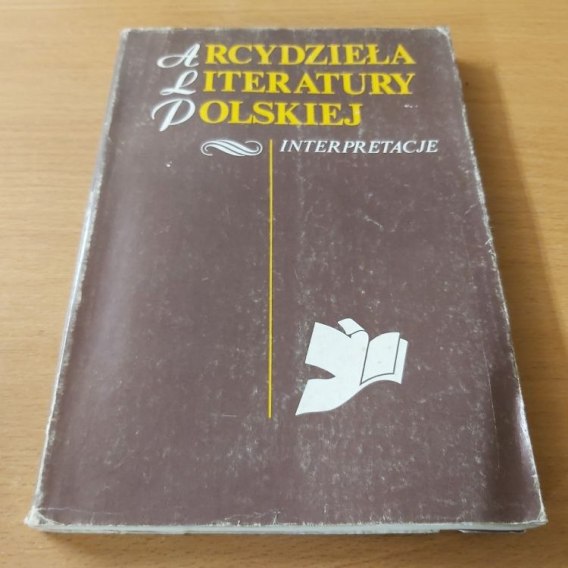 ARCYDZIEŁA
LITERATURY
POLSKIEJ
INTERPRETACJE